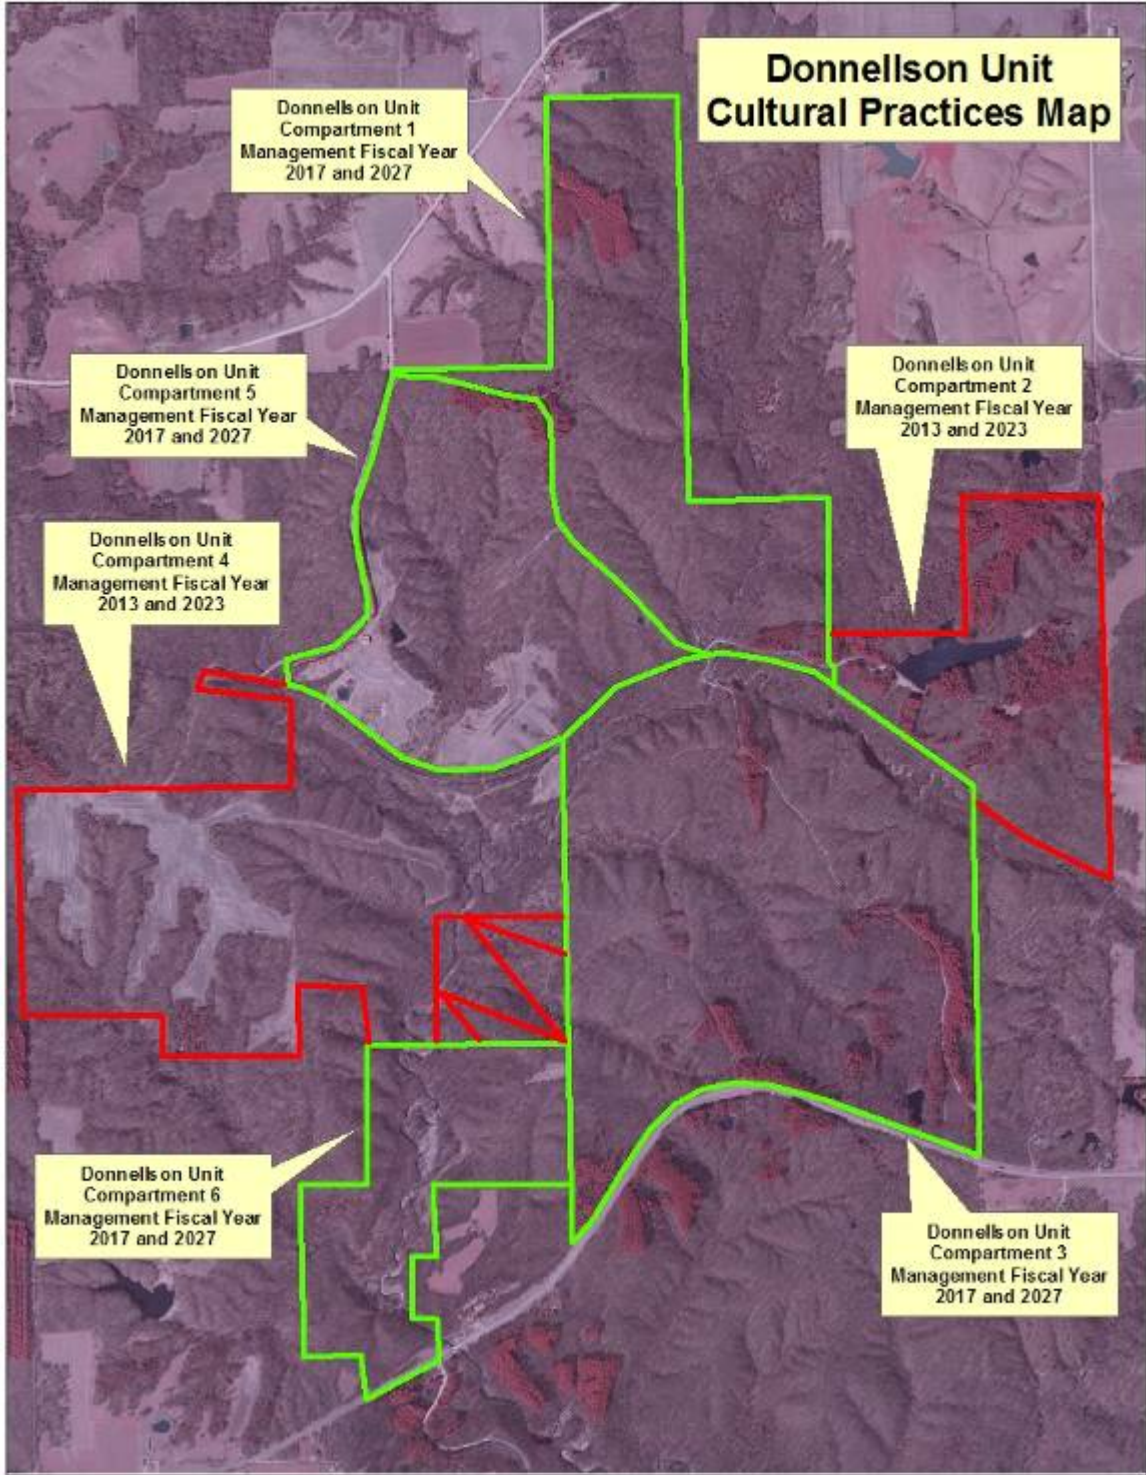 Donnellson Unit
Cultural Practices Map
Donnellson Unit
Compartment 1
Management Fiscal Year
2017 and 2027
Donnellson Unit
Compartment 5
Management Fiscal Year
2017 and 2027
Donnellson Unit
Compartment 2
Management Fiscal Year
2013 and 2023
Donnellson Unit
Compartment 4
Management Fiscal Year
2013 and 2023
Donnellson Unit
Compartment 6
Management Fiscal Year
2017 and 2027
Donnellson Unit
Compartment 3
Management Fiscal Year
2017 and 2027